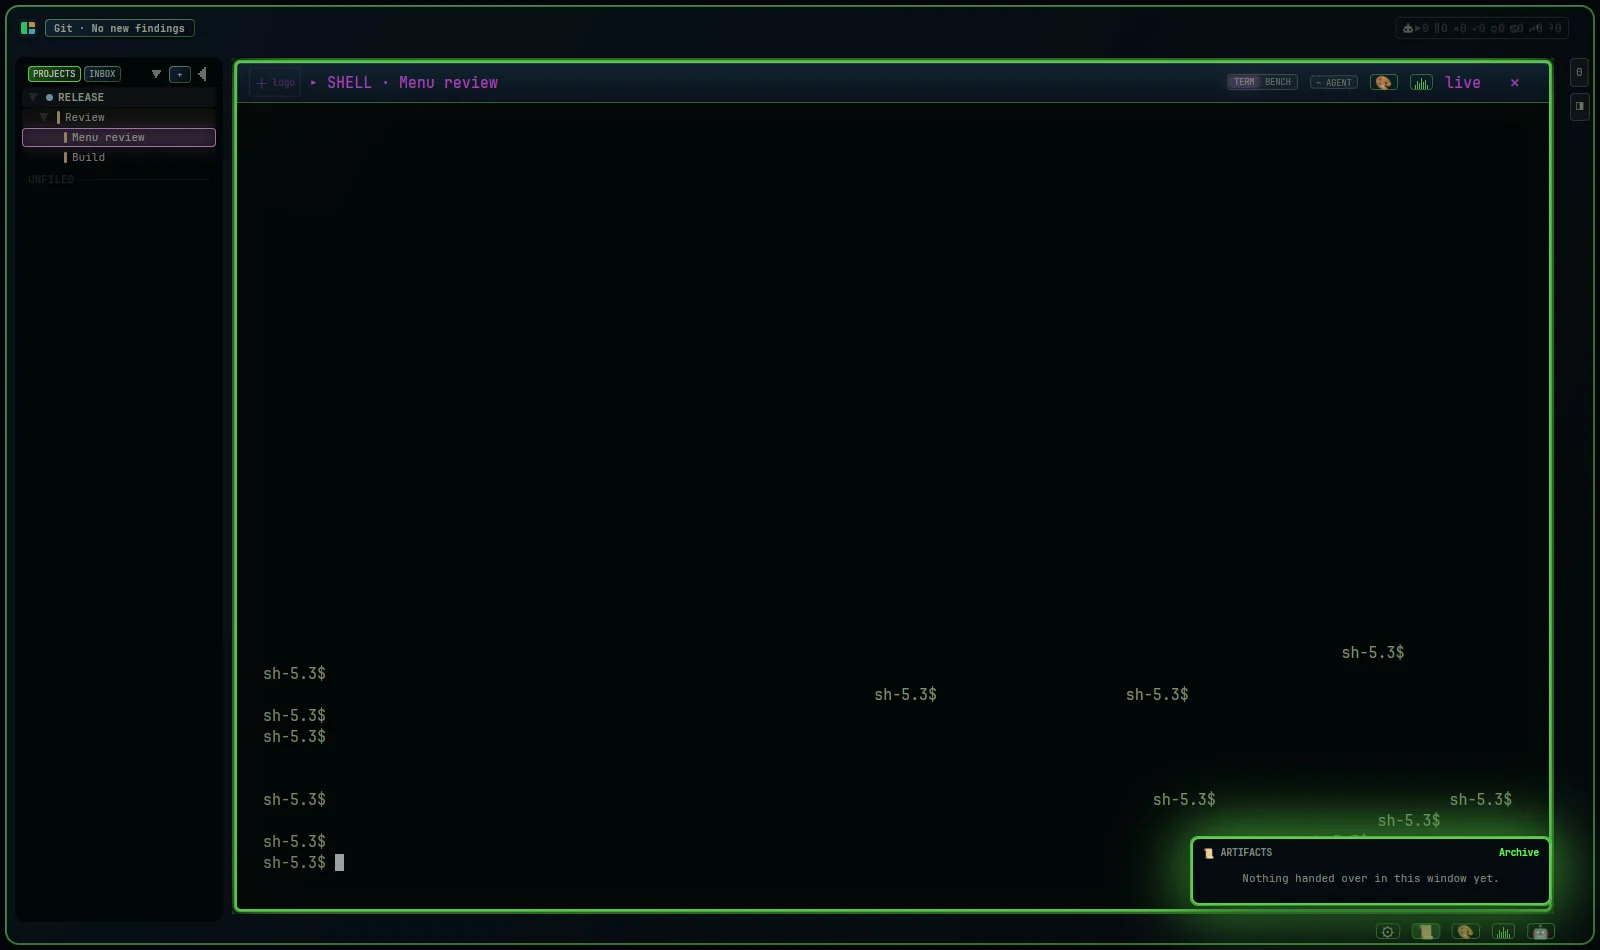 Git · No new findings
PROJECTS INBOX
+
RELEASE
Review
Menu review
Build
UNFILED
+ logo ▸ SHELL · Menu review
TERM BENCH
AGENT
live ×
0
sh-5.3$
sh-5.3$
sh-5.3$ sh-5.3$
sh-5.3$
sh-5.3$
sh-5.3$ sh-5.3$ sh-5.3$
sh-5.3$
sh-5.3$
sh-5.3$
ARTIFACTS Archive
Nothing handed over in this window yet.